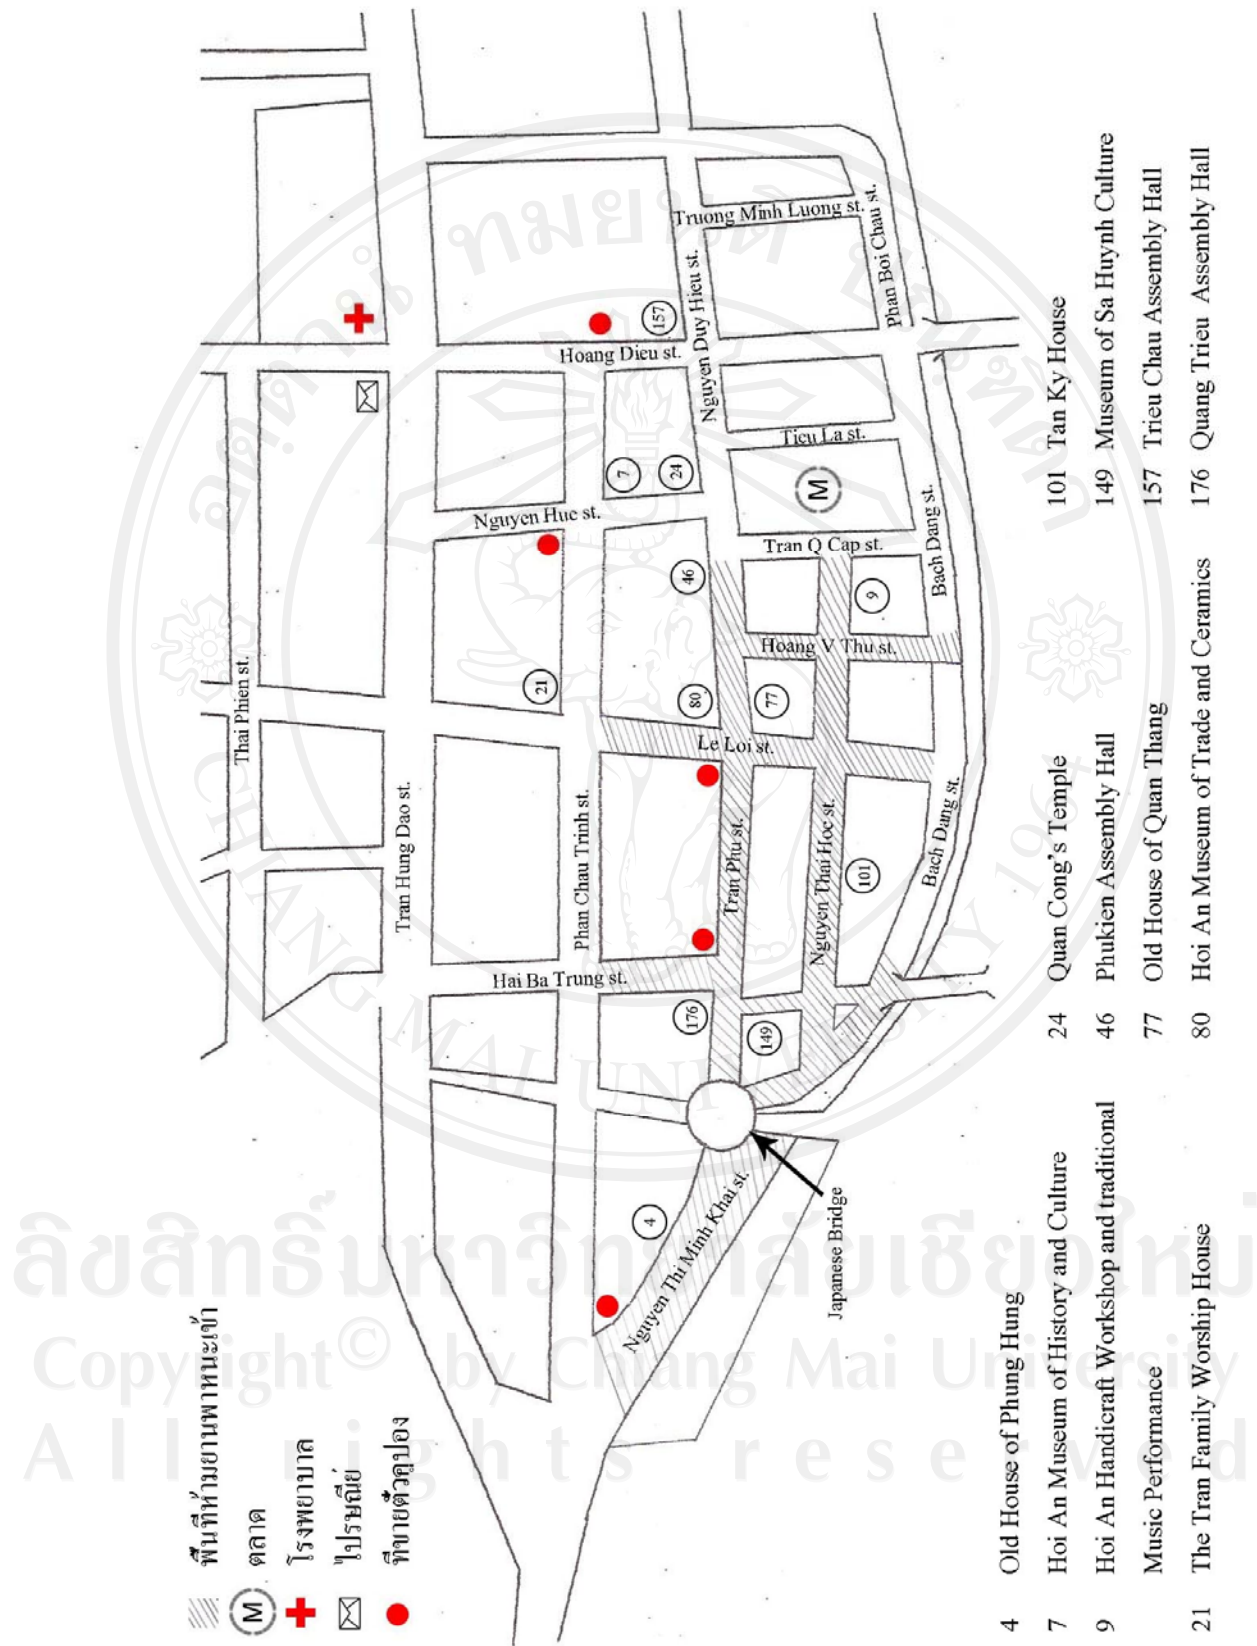 Thai Phien st.
Tran Hung Dao st.
Phan Chau Trinh st.
Hai Ba Trung st.
Nguyen Hue st.
Hoang Dieu st.
Nguyen Duy Hieu st.
Truong Minh Luong st.
Phan Boi Chau st.
Tieu La st.
Tran Q Cap st.
Bach Dang st.
Hoang V Thu st.
Le Loi st.
Tran Phu st.
Nguyen Thai Hoc st.
Bach Dang st.
Nguyen Thi Minh Khai st.
Japanese Bridge
157
7
24
M
46
9
21
80
77
101
176
149
4
พื้นที่ห้ามยานพาหนะเข้า
M ตลาด
โรงพยาบาล
ไปรษณีย์
ที่ขายตั๋วคูปอง
4 Old House of Phung Hung
7 Hoi An Museum of History and Culture
9 Hoi An Handicraft Workshop and traditional
Music Performance
21 The Tran Family Worship House
24 Quan Cong's Temple
46 Phukien Assembly Hall
77 Old House of Quan Thang
80 Hoi An Museum of Trade and Ceramics
101 Tan Ky House
149 Museum of Sa Huynh Culture
157 Trieu Chau Assembly Hall
176 Quang Trieu Assembly Hall
CHIANG MAI UNIVERSITY 1964
ลิขสิทธิ์มหาวิทยาลัยเชียงใหม่
Copyright© by Chiang Mai University
All rights reserved